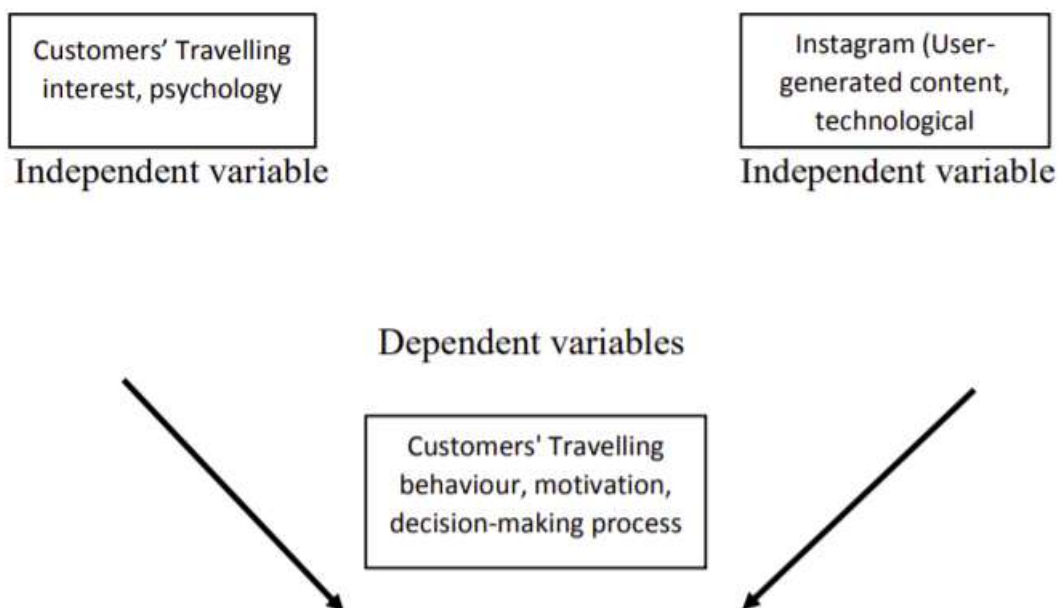 Customers’ Travelling
interest, psychology
Independent variable
Instagram (User-
generated content,
technological
Independent variable
Dependent variables
Customers' Travelling
behaviour, motivation,
decision-making process